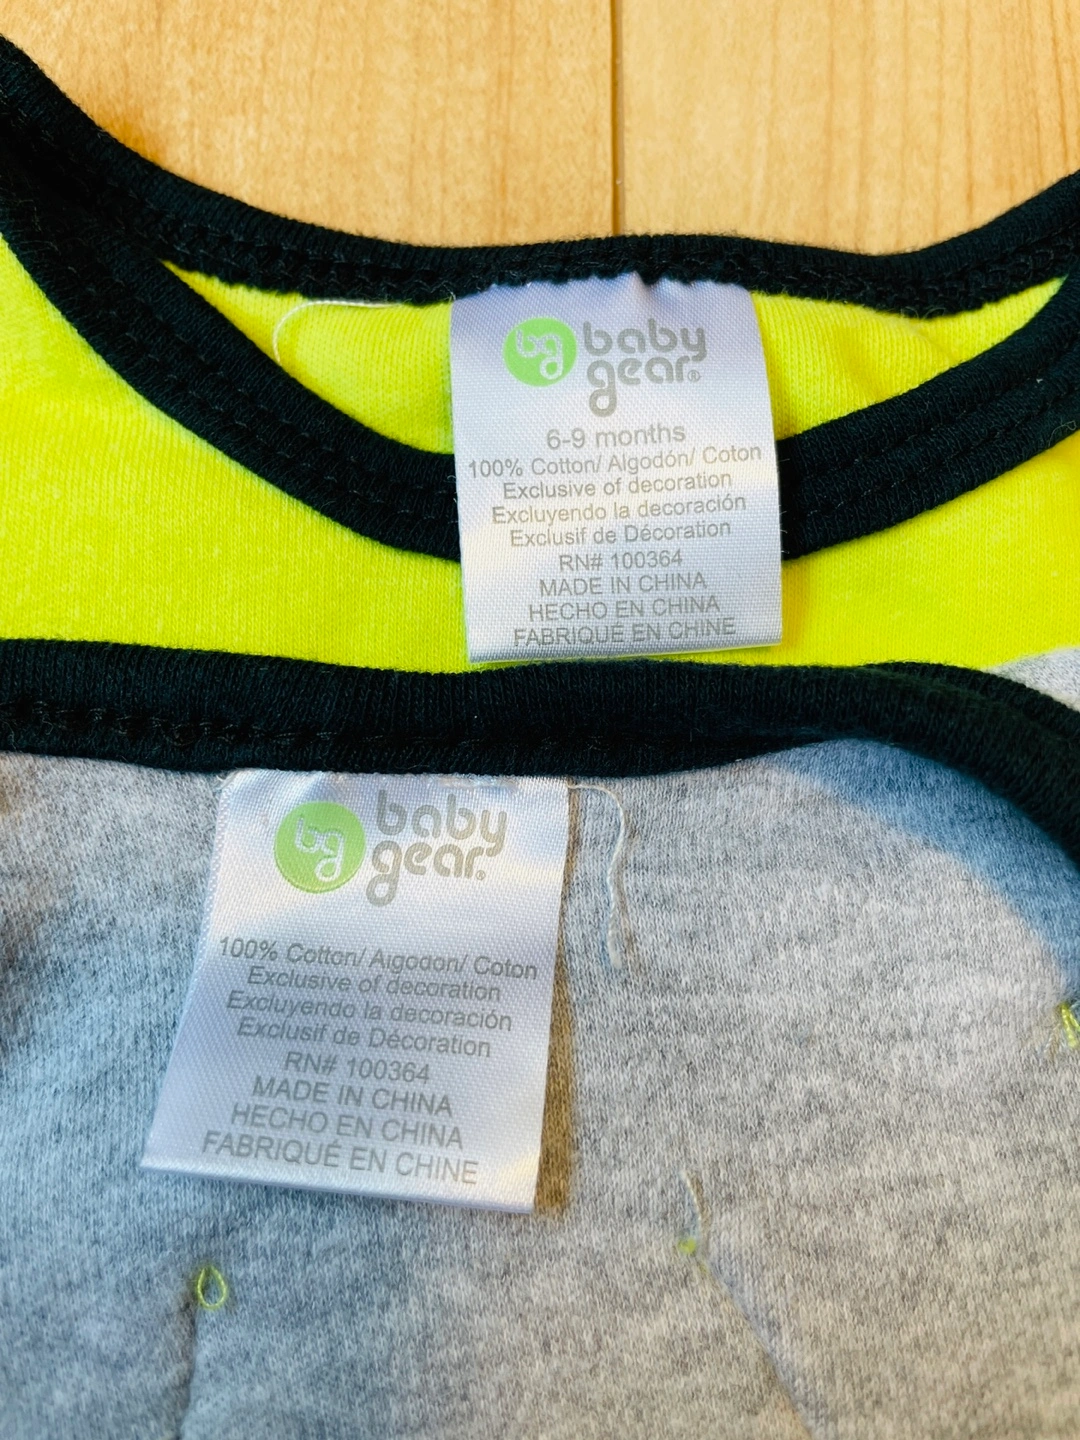 bg baby
gear®
6-9 months
100% Cotton/ Algodón/ Coton
Exclusive of decoration
Excluyendo la decoración
Exclusif de Décoration
RN# 100364
MADE IN CHINA
HECHO EN CHINA
FABRIQUÉ EN CHINE
bg baby
gear®
100% Cotton/ Algodón/ Coton
Exclusive of decoration
Excluyendo la decoración
Exclusif de Décoration
RN# 100364
MADE IN CHINA
HECHO EN CHINA
FABRIQUÉ EN CHINE